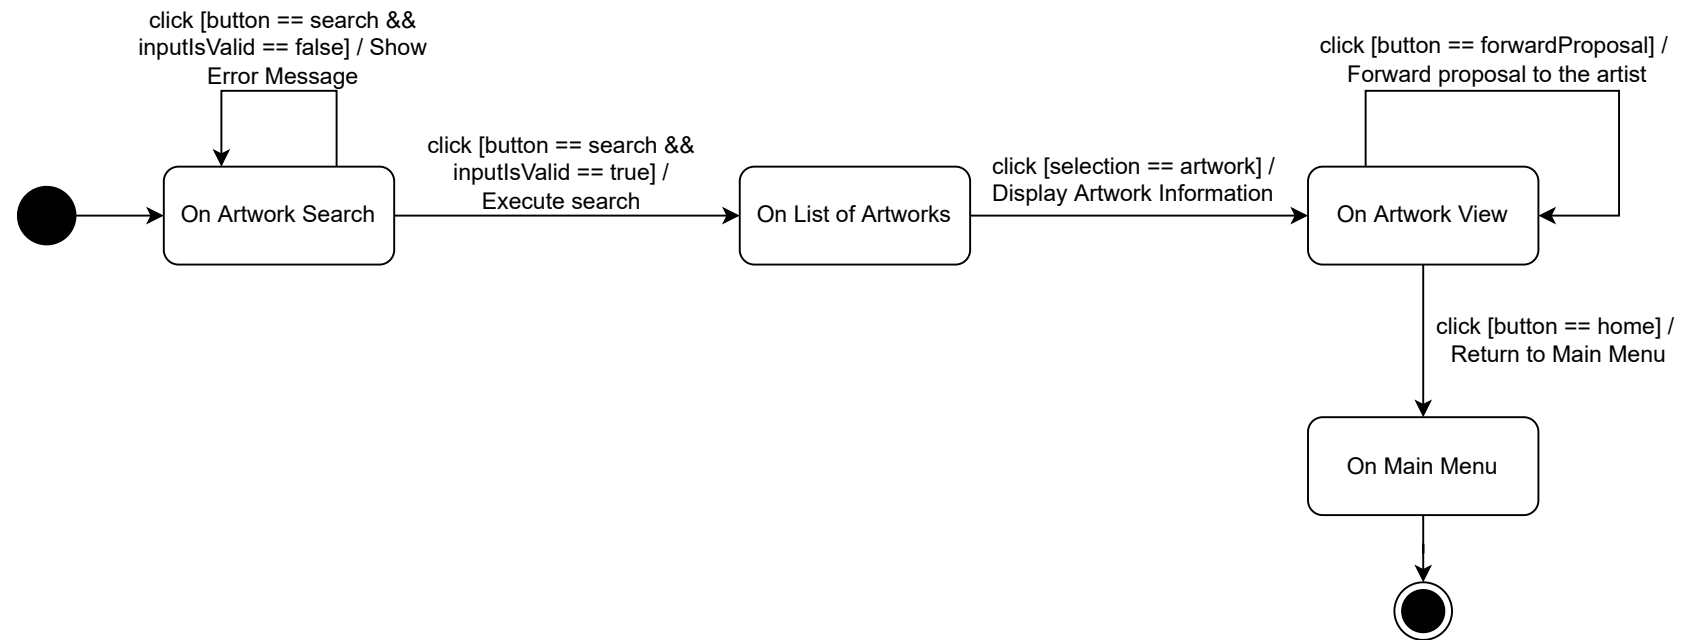 click [button == search &&
inputIsValid == false] / Show
Error Message
click [button == forwardProposal] /
Forward proposal to the artist
click [button == search &&
inputIsValid == true] /
Execute search
click [selection == artwork] /
Display Artwork Information
On Artwork Search
On List of Artworks
On Artwork View
click [button == home] /
Return to Main Menu
On Main Menu